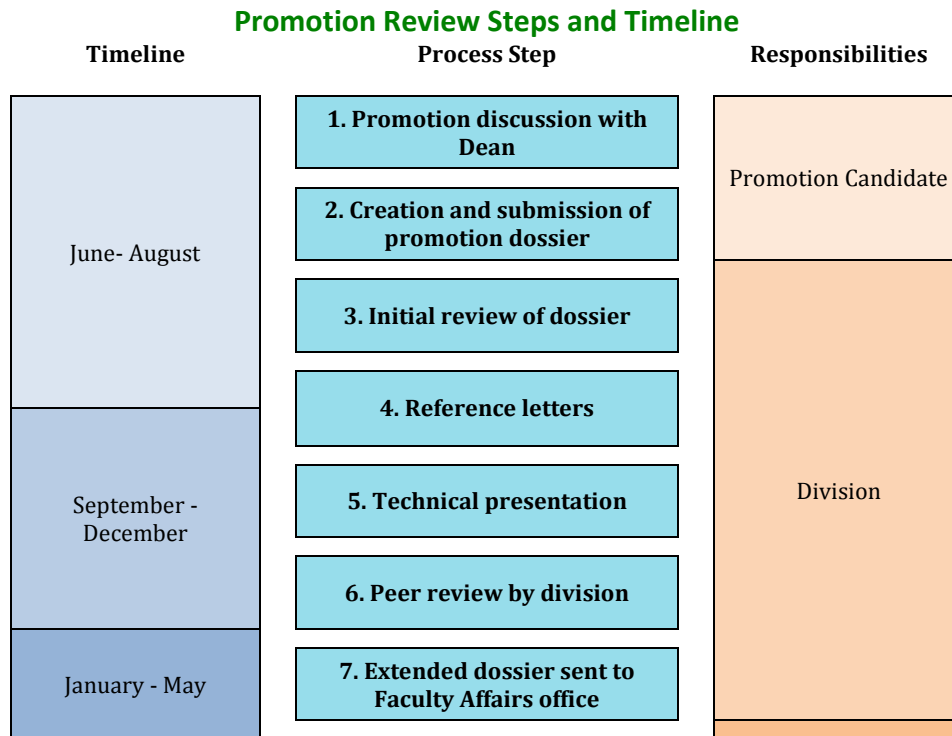 Promotion Review Steps and Timeline
Timeline
Process Step
Responsibilities
1. Promotion discussion with
Dean
Promotion Candidate
2. Creation and submission of
promotion dossier
June- August
3. Initial review of dossier
4. Reference letters
5. Technical presentation
Division
September -
December
6. Peer review by division
7. Extended dossier sent to
Faculty Affairs office
January - May